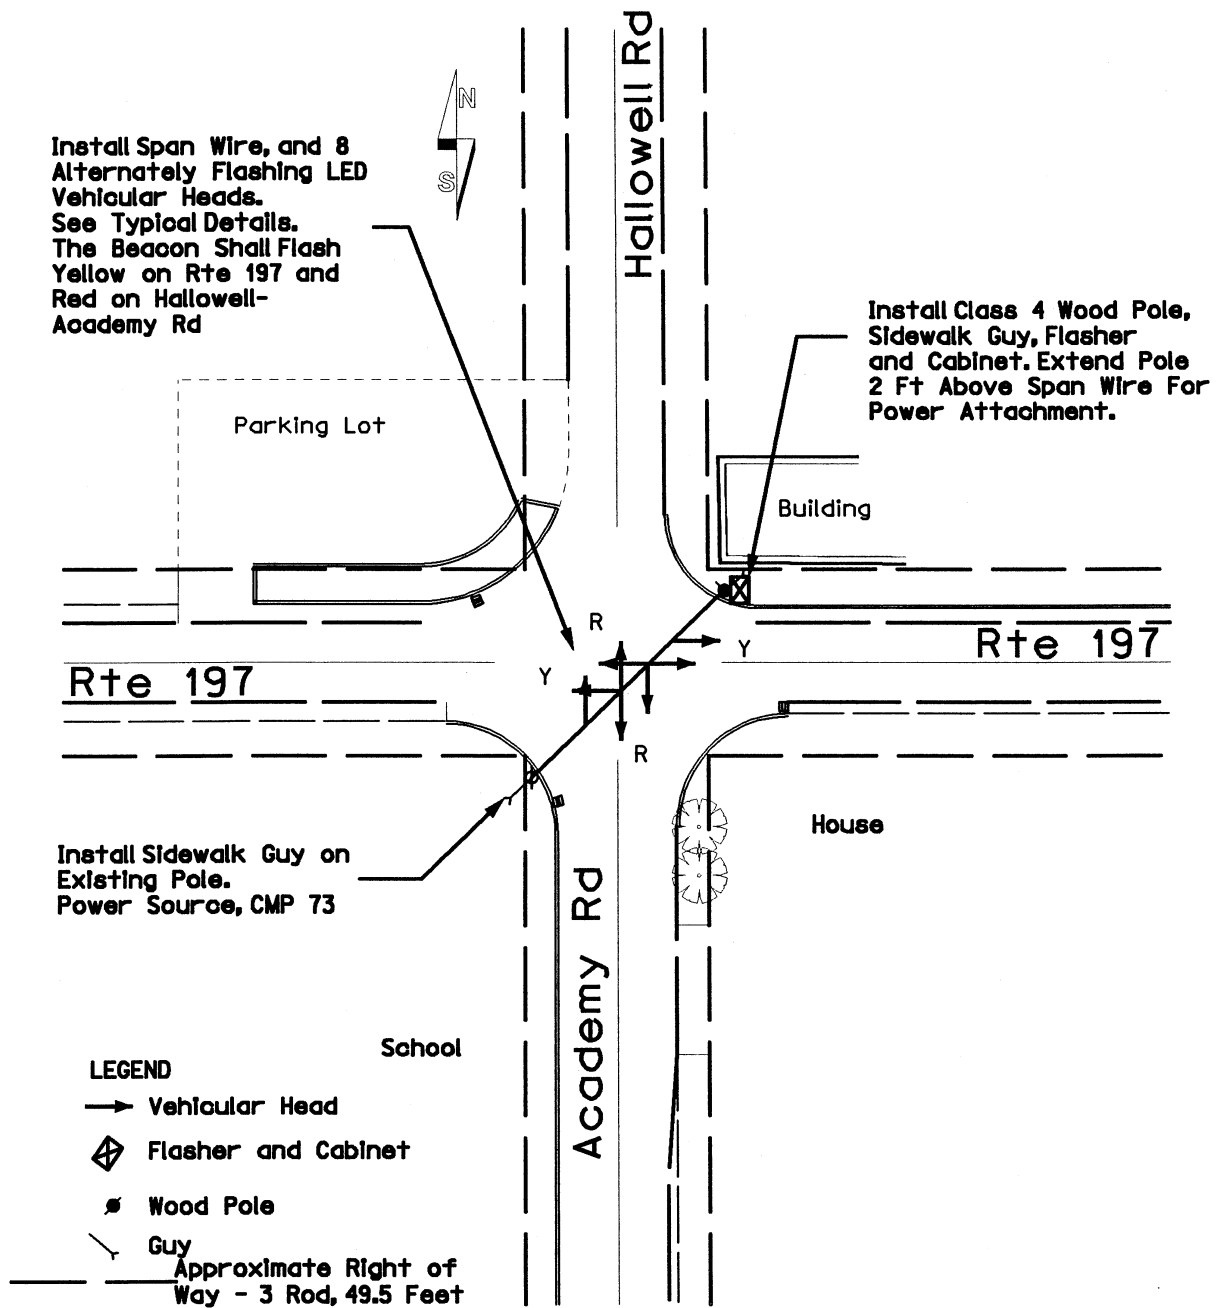 Hallowell Rd
N
S
Install Span Wire, and 8
Alternately Flashing LED
Vehicular Heads.
See Typical Details.
The Beacon Shall Flash
Yellow on Rte 197 and
Red on Hallowell-
Academy Rd
Install Class 4 Wood Pole,
Sidewalk Guy, Flasher
and Cabinet. Extend Pole
2 Ft Above Span Wire For
Power Attachment.
Parking Lot
Building
R
Y
Rte 197
Rte 197
Y
R
House
Install Sidewalk Guy on
Existing Pole.
Power Source, CMP 73
Academy Rd
School
LEGEND
Vehicular Head
Flasher and Cabinet
Wood Pole
Guy
Approximate Right of
Way - 3 Rod, 49.5 Feet